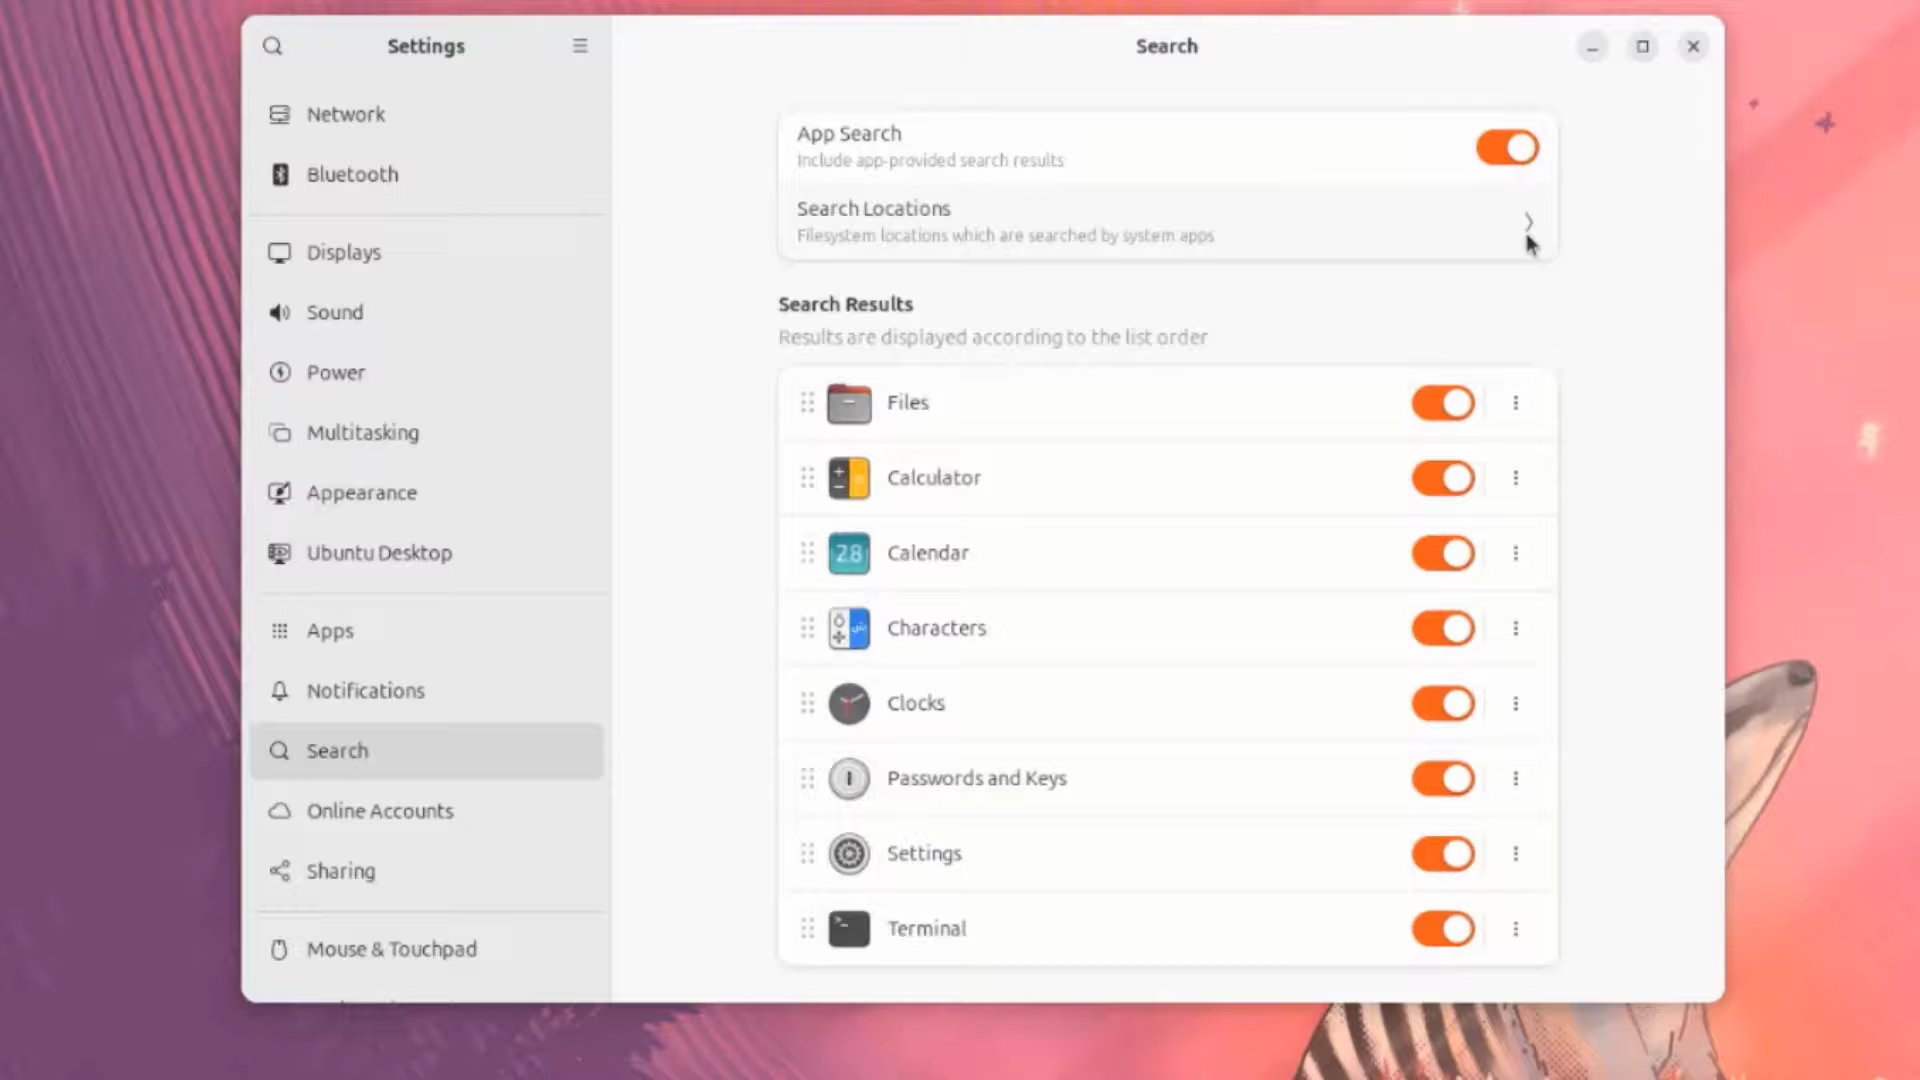 Settings
Search
Network
Bluetooth
Displays
Sound
Power
Multitasking
Appearance
Ubuntu Desktop
Apps
Notifications
Search
Online Accounts
Sharing
Mouse & Touchpad
App Search
Include app-provided search results
Search Locations
Filesystem locations which are searched by system apps
Search Results
Results are displayed according to the list order
Files
Calculator
28
Calendar
Characters
Clocks
Passwords and Keys
Settings
Terminal